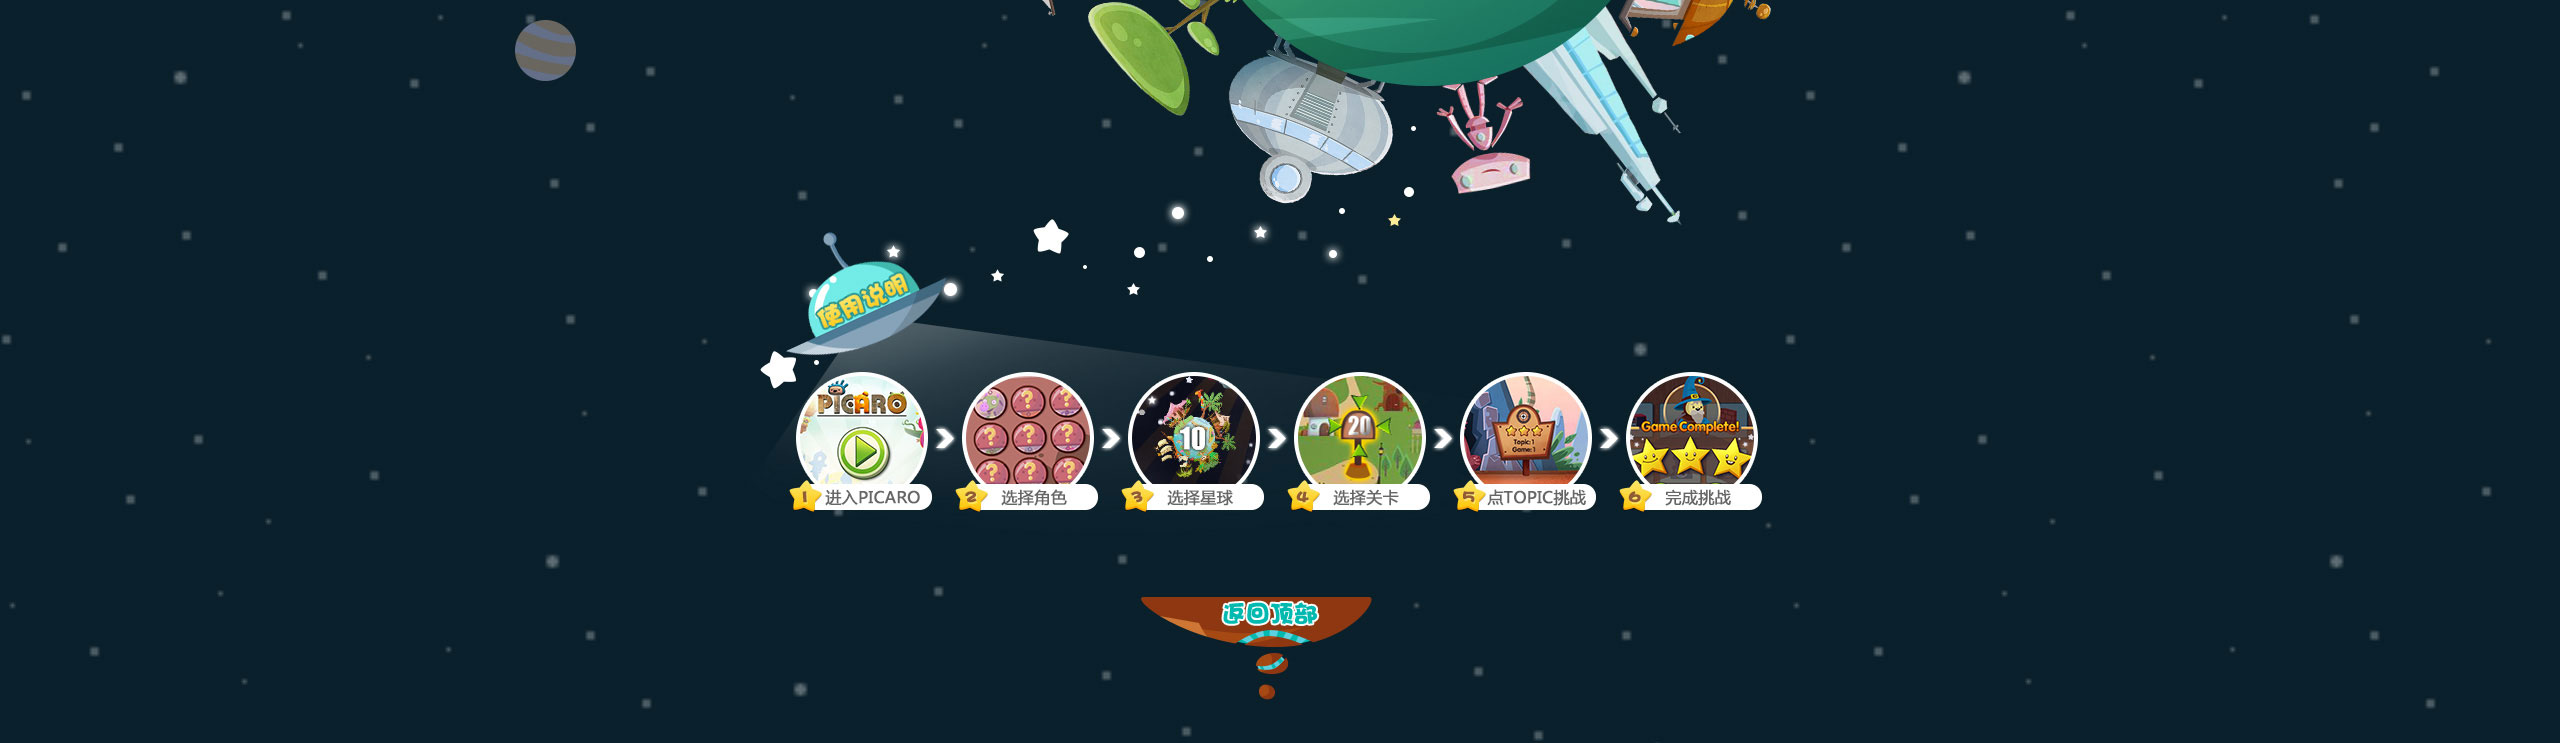 使用说明
PICARO
1 进入PICARO
? ? ? ? ? ? ? ?
2 选择角色
10
3 选择星球
20
4 选择关卡
Topic: 1
Game: 1
5 点TOPIC挑战
Game Complete!
6 完成挑战
返回顶部